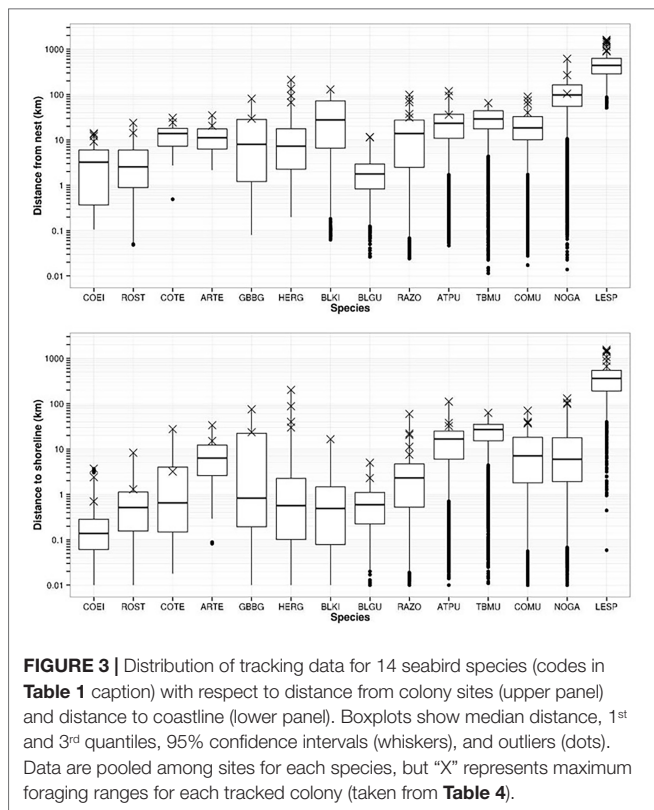 1000
100
10
1
0.1
0.01
Distance from nest (km)
COEI ROST COTE ARTE GBBG HERG BLKI BLGU RAZO ATPU TBMU COMU NOGA LESP
Species
1000
100
10
1
0.1
0.01
Distance to shoreline (km)
COEI ROST COTE ARTE GBBG HERG BLKI BLGU RAZO ATPU TBMU COMU NOGA LESP
Species
FIGURE 3 | Distribution of tracking data for 14 seabird species (codes in
Table 1 caption) with respect to distance from colony sites (upper panel)
and distance to coastline (lower panel). Boxplots show median distance, 1st
and 3rd quantiles, 95% confidence intervals (whiskers), and outliers (dots).
Data are pooled among sites for each species, but “X” represents maximum
foraging ranges for each tracked colony (taken from Table 4).